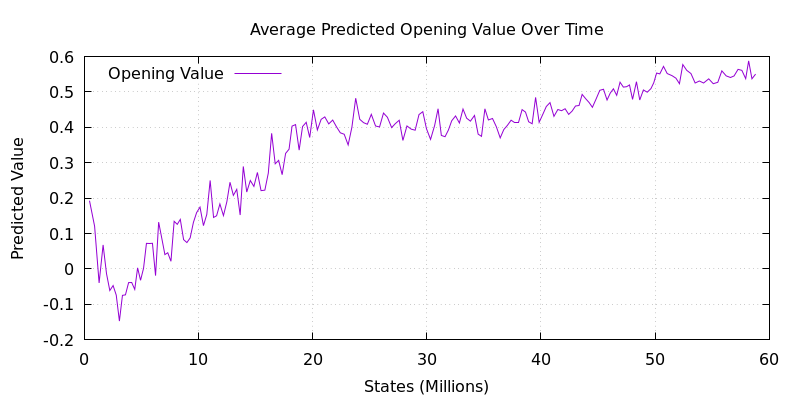 Average Predicted Opening Value Over Time
Opening Value
Predicted Value
0.6
0.5
0.4
0.3
0.2
0.1
0
-0.1
-0.2
0 10 20 30 40 50 60
States (Millions)